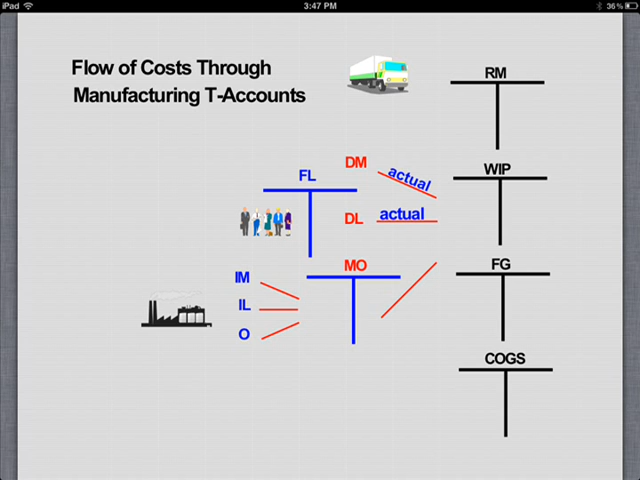 iPad
3:47 PM
36%
Flow of Costs Through
Manufacturing T-Accounts
RM
DM
actual
WIP
FL
DL
actual
MO
FG
IM
IL
O
COGS